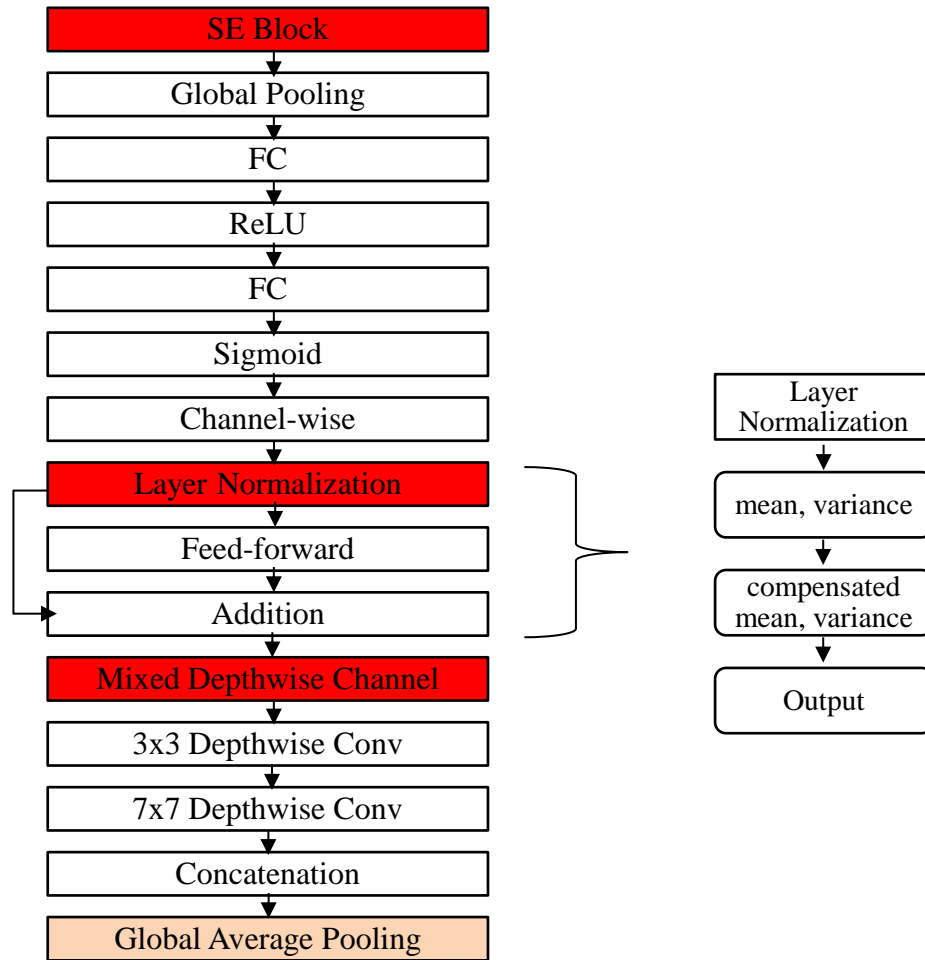 SE Block
Global Pooling
FC
ReLU
FC
Sigmoid
Channel-wise
Layer Normalization
Feed-forward
Addition
Mixed Depthwise Channel
3x3 Depthwise Conv
7x7 Depthwise Conv
Concatenation
Global Average Pooling
Layer
Normalization
mean, variance
compensated
mean, variance
Output